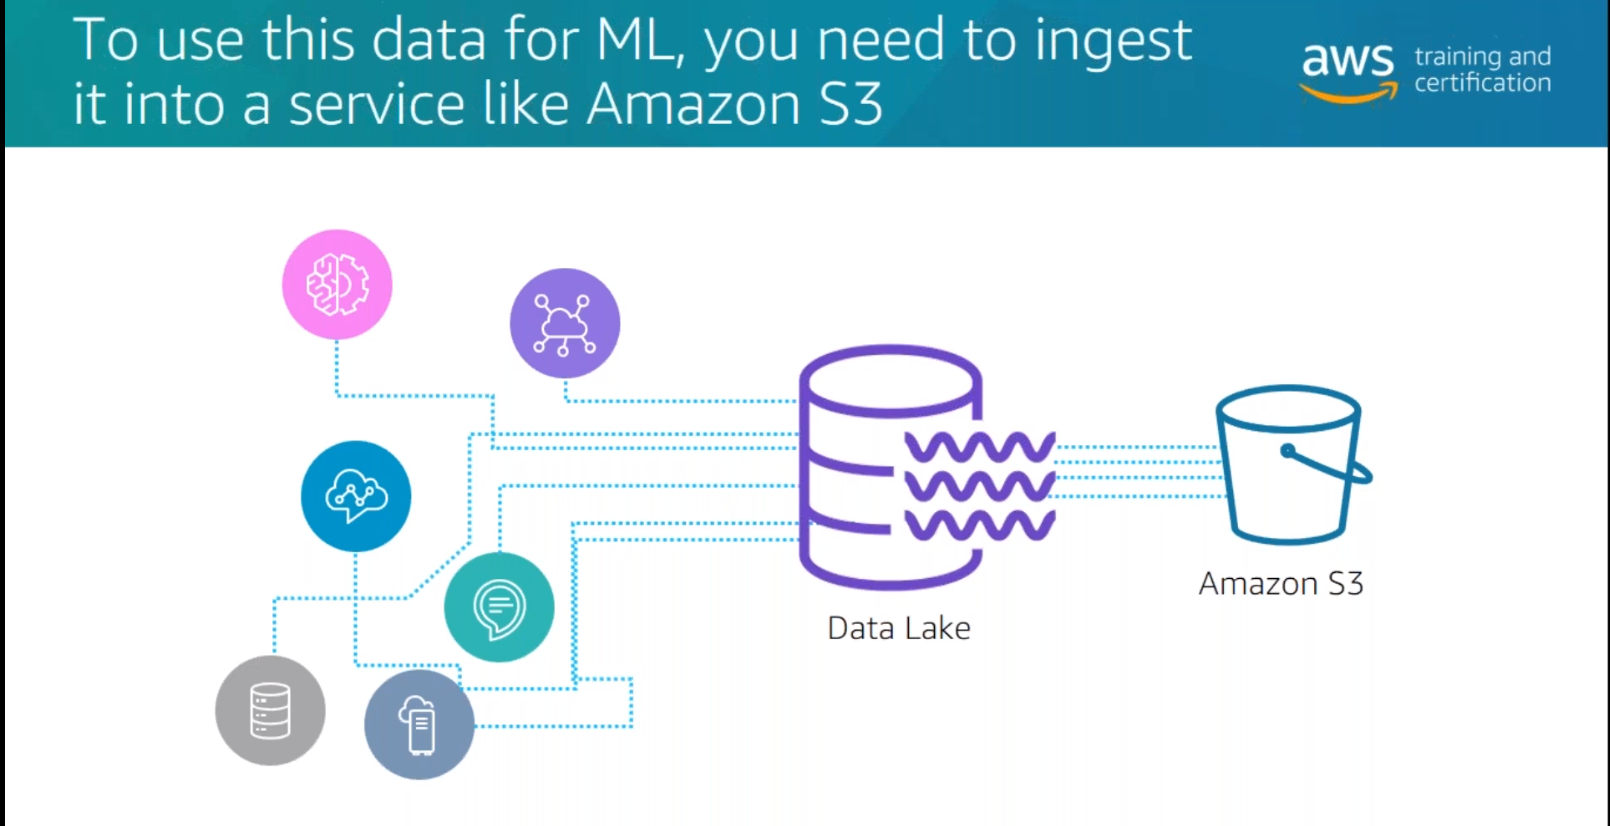 To use this data for ML, you need to ingest
it into a service like Amazon S3
aws
training and
certification
Data Lake
Amazon S3